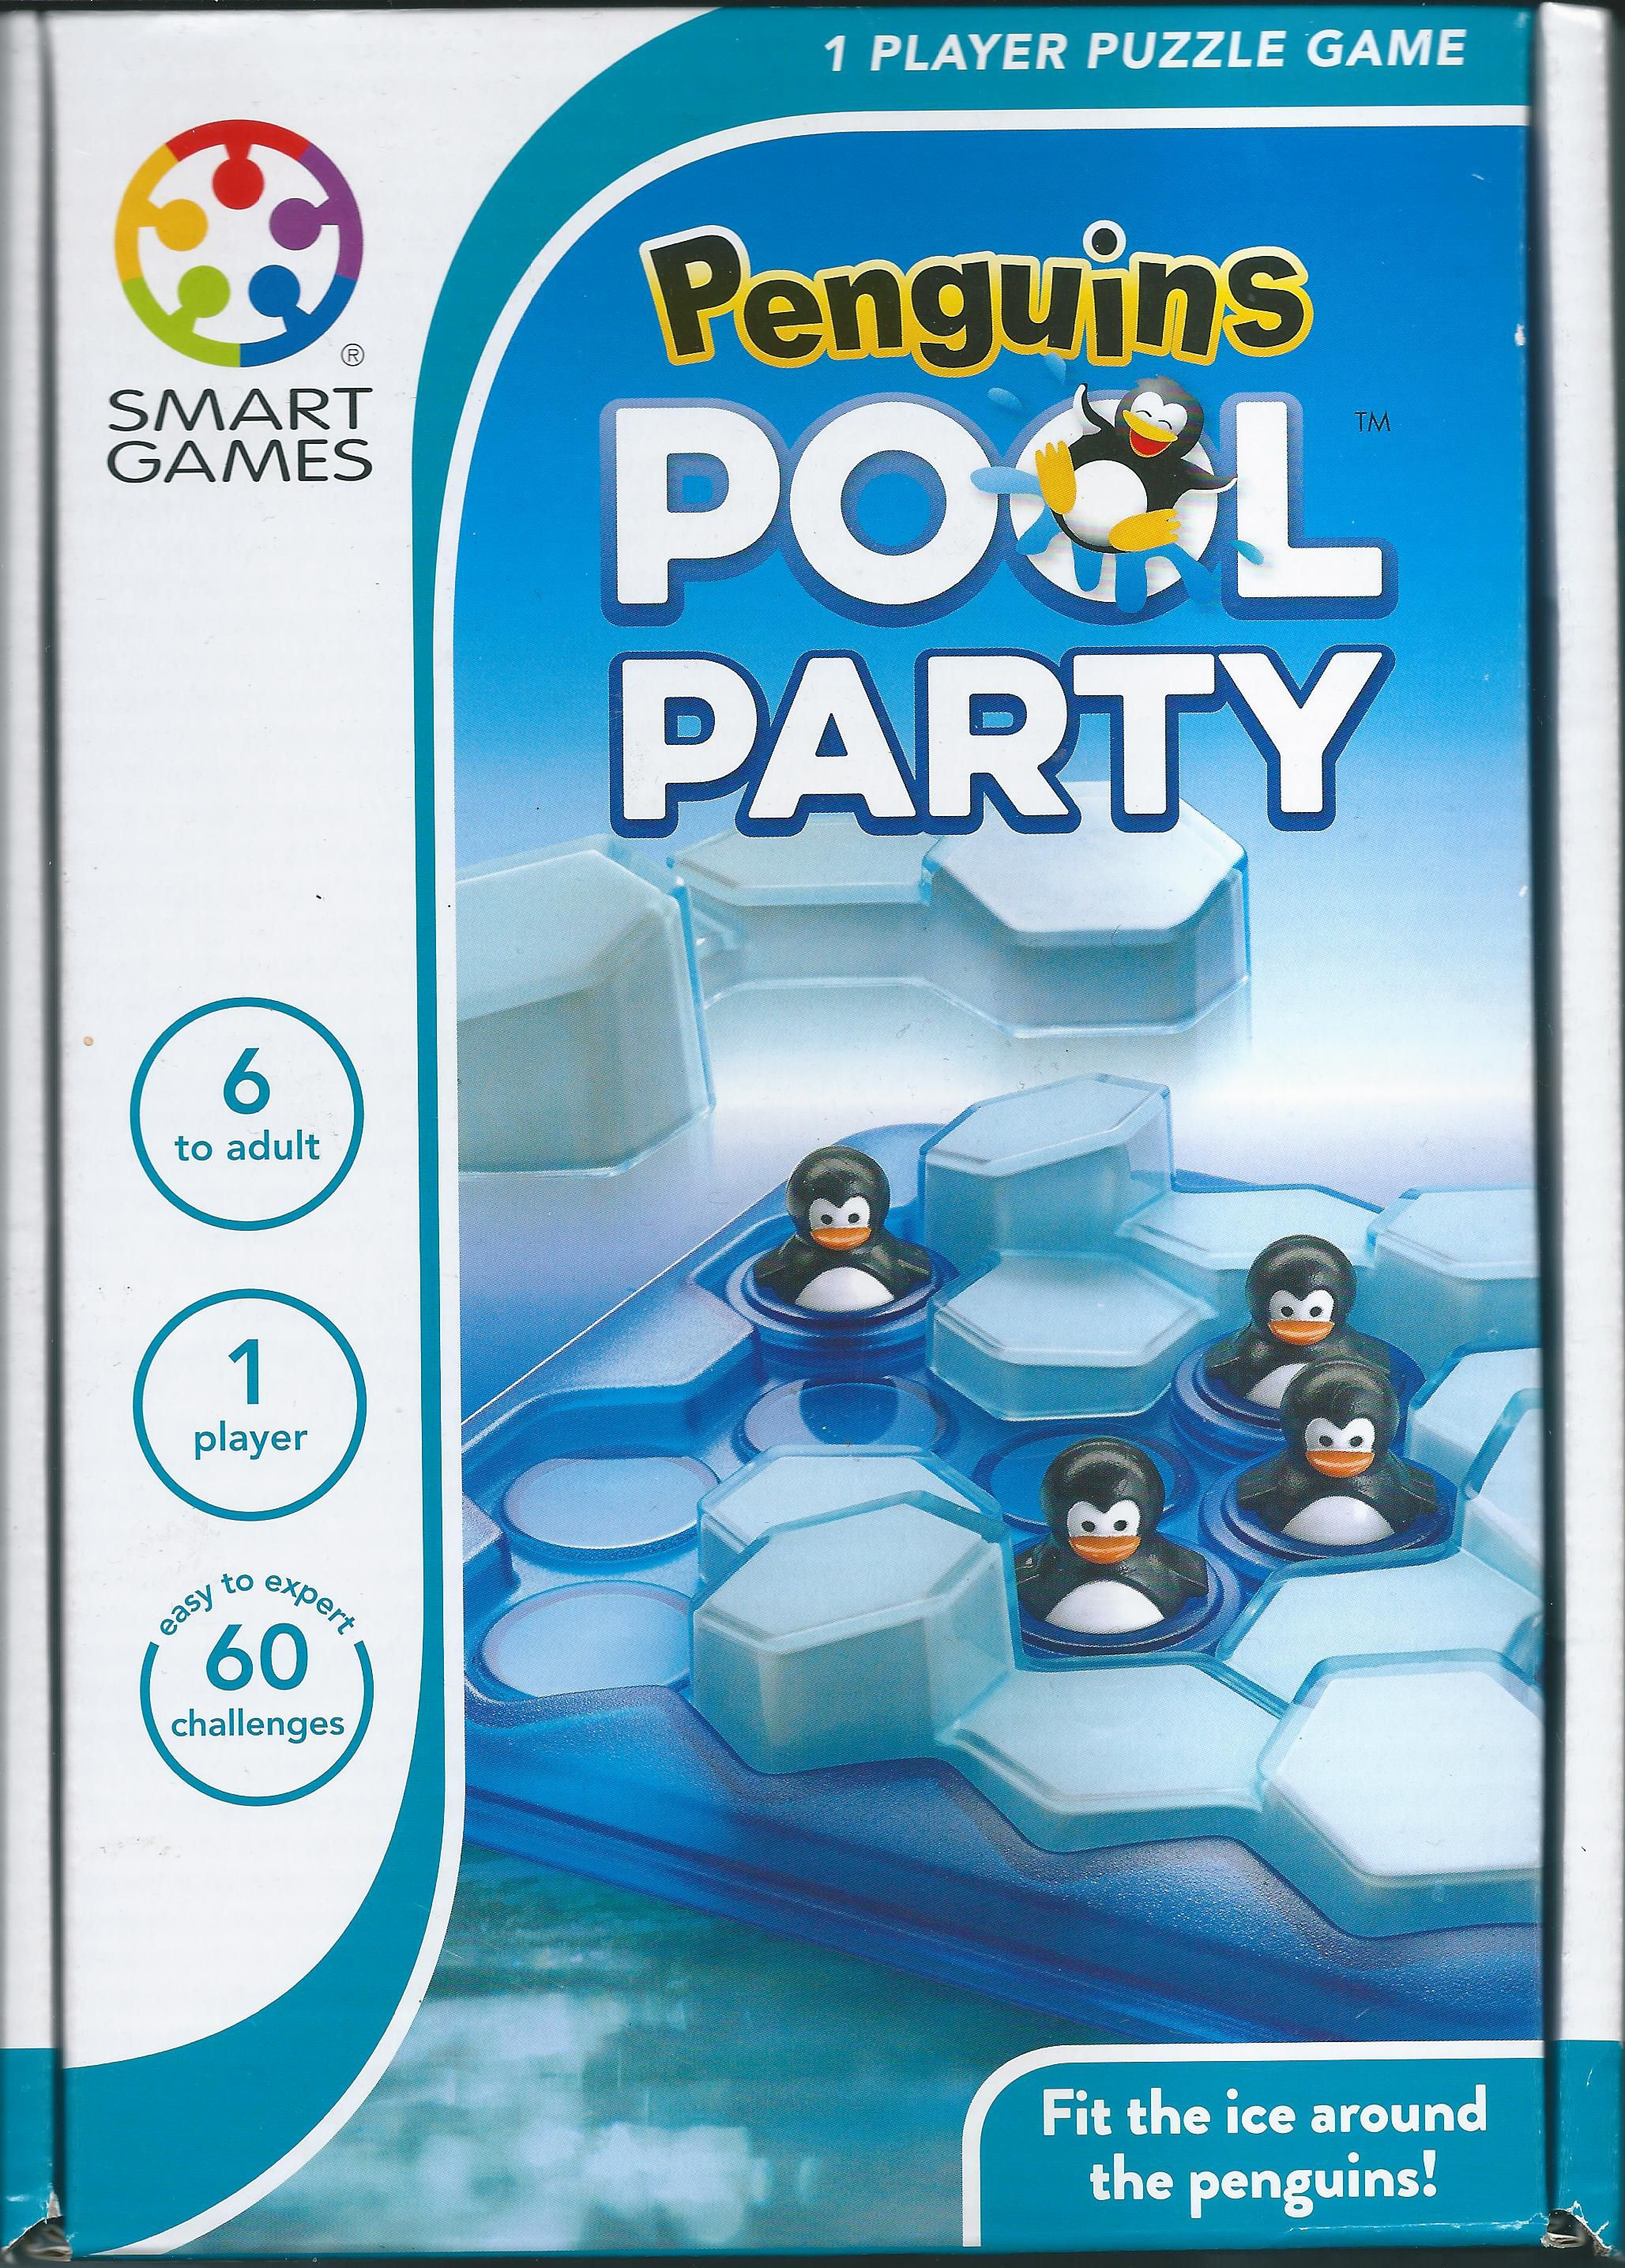 1 PLAYER PUZZLE GAME
®
SMART
GAMES
Penguins
POOL
™
PARTY
6
to adult
1
player
easy to expert
60
challenges
Fit the ice around
the penguins!